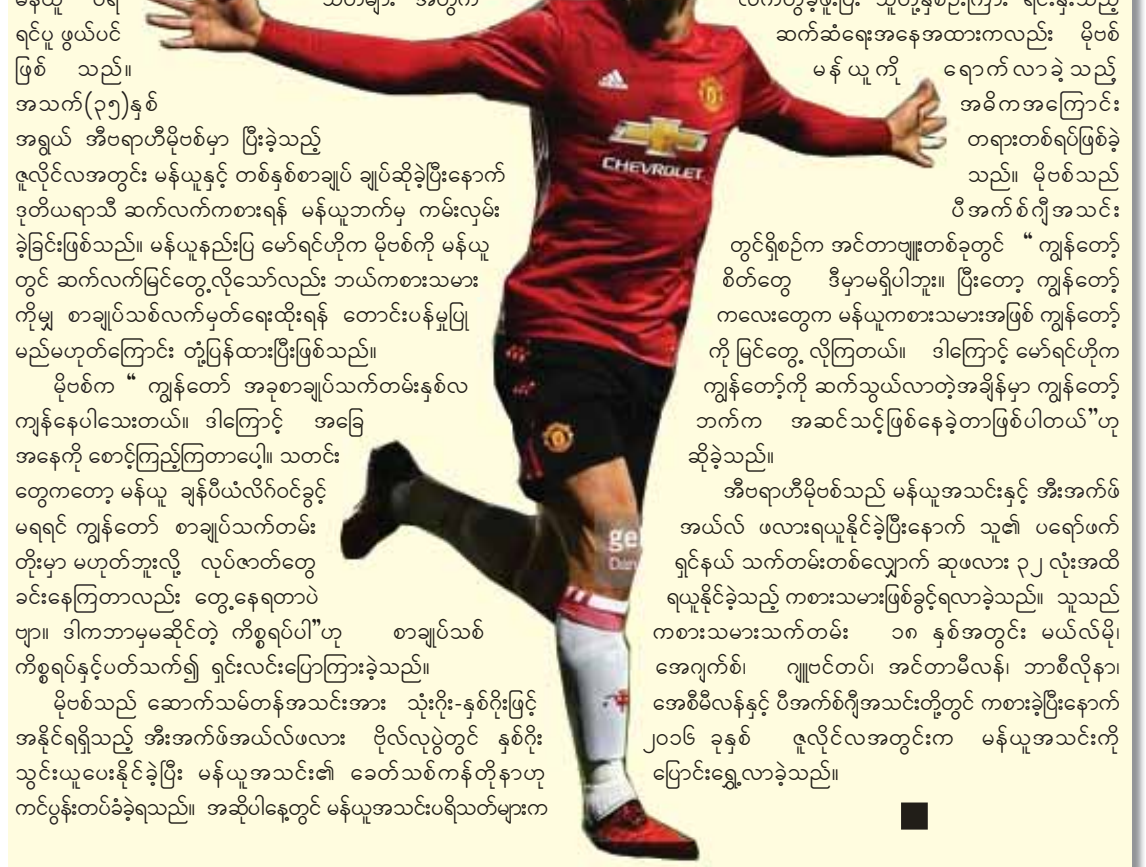 ရင်ပူ ဖွယ်ပင်
ဖြစ် သည်။
အသက်(၃၅)နှစ်
အရွယ် အီဗရာဟီမိုဗစ်မှာ ပြီးခဲ့သည့်
ဇူလိုင်လအတွင်း မန်ယူနှင့် တစ်နှစ်စာချုပ် ချုပ်ဆိုခဲ့ပြီးနောက်
ဒုတိယရာသီ ဆက်လက်ကစားရန် မန်ယူဘက်မှ ကမ်းလှမ်း
ခဲ့ခြင်းဖြစ်သည်။ မန်ယူနည်းပြ မော်ရင်ဟိုက မိုဗစ်ကို မန်ယူ
တွင် ဆက်လက်မြင်တွေ့လိုသော်လည်း ဘယ်ကစားသမား
ကိုမျှ စာချုပ်သစ်လက်မှတ်ရေးထိုးရန် တောင်းပန်မှုပြု
မည်မဟုတ်ကြောင်း တုံ့ပြန်ထားပြီးဖြစ်သည်။
မိုဗစ်က “ ကျွန်တော် အခုစာချုပ်သက်တမ်းနှစ်လ
ကျန်နေပါသေးတယ်။ ဒါကြောင့် အခြေ
အနေကို စောင့်ကြည့်ကြတာပေါ့။ သတင်း
တွေကတော့ မန်ယူ ချန်ပီယံလိဂ်ဝင်ခွင့်
မရရင် ကျွန်တော် စာချုပ်သက်တမ်း
တိုးမှာ မဟုတ်ဘူးလို့ လုပ်ဇာတ်တွေ
ခင်းနေကြတာလည်း တွေ့နေရတာပဲ
ဗျာ။ ဒါကဘာမှမဆိုင်တဲ့ ကိစ္စရပ်ပါ”ဟု စာချုပ်သစ်
ကိစ္စရပ်နှင့်ပတ်သက်၍ ရှင်းလင်းပြောကြားခဲ့သည်။
မိုဗစ်သည် ဆောက်သမ်တန်အသင်းအား သုံးဂိုး-နှစ်ဂိုးဖြင့်
အနိုင်ရရှိသည့် အီးအက်ဖ်အယ်လ်ဖလား ဗိုလ်လုပွဲတွင် နှစ်ဂိုး
သွင်းယူပေးနိုင်ခဲ့ပြီး မန်ယူအသင်း၏ ခေတ်သစ်ကန်တိုနာဟု
ကင်ပွန်းတပ်ခံခဲ့ရသည်။ အဆိုပါနေ့တွင် မန်ယူအသင်းပရိသတ်များက
ဆက်ဆံရေးအနေအထားကလည်း မိုဗစ်
မန်ယူကို ရောက်လာခဲ့သည့်
အဓိကအကြောင်း
တရားတစ်ရပ်ဖြစ်ခဲ့
သည်။ မိုဗစ်သည်
ပီအက်စ်ဂျီအသင်း
တွင်ရှိစဉ်က အင်တာဗျူးတစ်ခုတွင် “ ကျွန်တော့်
စိတ်တွေ ဒီမှာမရှိပါဘူး။ ပြီးတော့ ကျွန်တော့်
ကလေးတွေက မန်ယူကစားသမားအဖြစ် ကျွန်တော့်
ကို မြင်တွေ့ လိုကြတယ်။ ဒါကြောင့် မော်ရင်ဟိုက
ကျွန်တော့်ကို ဆက်သွယ်လာတဲ့အချိန်မှာ ကျွန်တော့်
ဘက်က အဆင်သင့်ဖြစ်နေခဲ့တာဖြစ်ပါတယ်”ဟု
ဆိုခဲ့သည်။
အီဗရာဟီမိုဗစ်သည် မန်ယူအသင်းနှင့် အီးအက်ဖ်
အယ်လ် ဖလားရယူနိုင်ခဲ့ပြီးနောက် သူ၏ ပရော်ဖက်
ရှင်နယ် သက်တမ်းတစ်လျှောက် ဆုဖလား ၃၂ လုံးအထိ
ရယူနိုင်ခဲ့သည့် ကစားသမားဖြစ်ခွင့်ရလာခဲ့သည်။ သူသည်
ကစားသမားသက်တမ်း ၁၈ နှစ်အတွင်း မယ်လ်မို၊
အေဂျက်စ်၊ ဂျူဗင်တပ်၊ အင်တာမီလန်၊ ဘာစီလိုနာ၊
အေစီမီလန်နှင့် ပီအက်စ်ဂျီအသင်းတို့တွင် ကစားခဲ့ပြီးနောက်
၂၀၁၆ ခုနှစ် ဇူလိုင်လအတွင်းက မန်ယူအသင်းကို
ပြောင်းရွှေ့လာခဲ့သည်။
adidas
CHEVROLET
ge
Dan